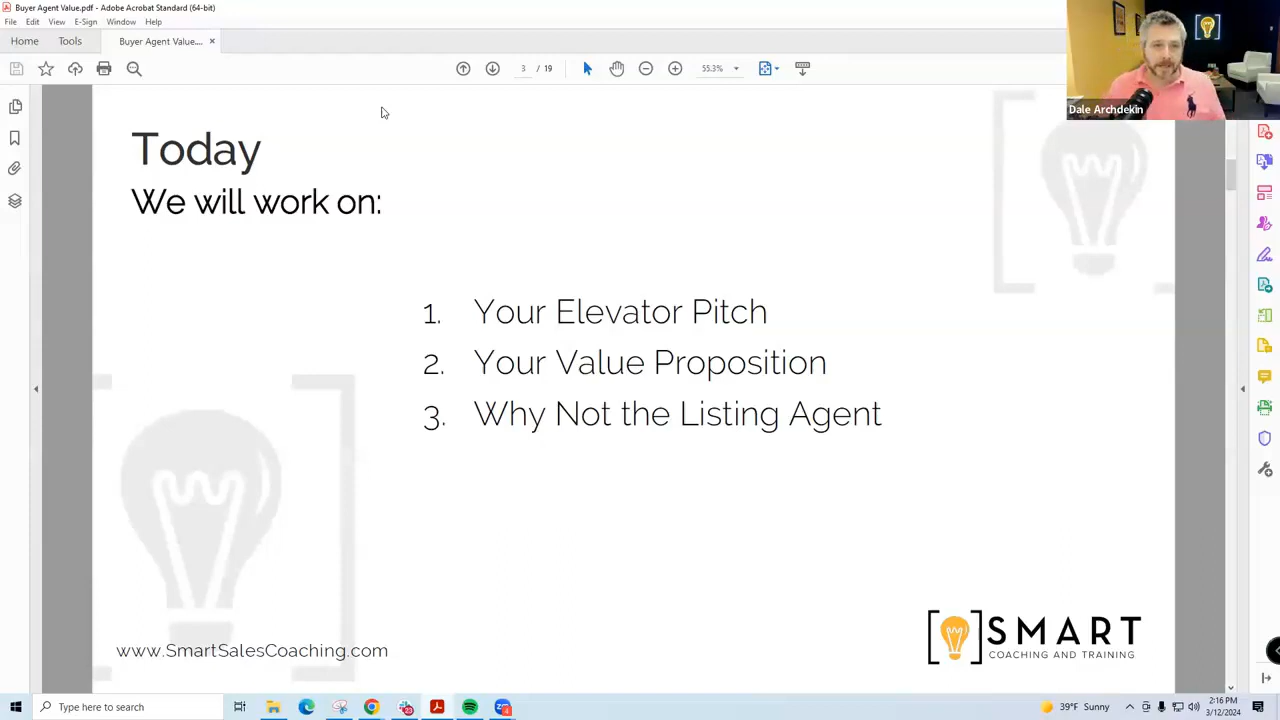 Buyer Agent Value.pdf - Adobe Acrobat Standard (64-bit)
File Edit View E-Sign Window Help
Home Tools Buyer Agent Value.... ×
3 / 19 55.3%
Dale Archdekin
Today
We will work on:
1. Your Elevator Pitch
2. Your Value Proposition
3. Why Not the Listing Agent
www.SmartSalesCoaching.com
SMART
COACHING AND TRAINING
Type here to search
39°F Sunny
2:16 PM
3/12/2024